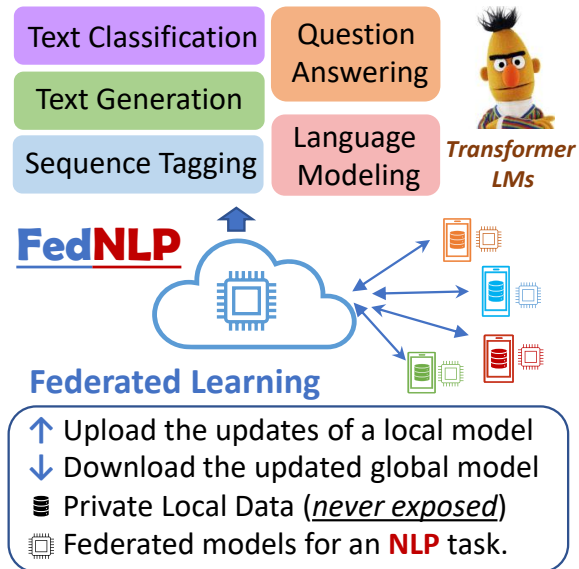 Text Classification
Text Generation
Sequence Tagging
Question
Answering
Language
Modeling
Transformer
LMs
FedNLP
Federated Learning
↑ Upload the updates of a local model
↓ Download the updated global model
Private Local Data (never exposed)
Federated models for an NLP task.